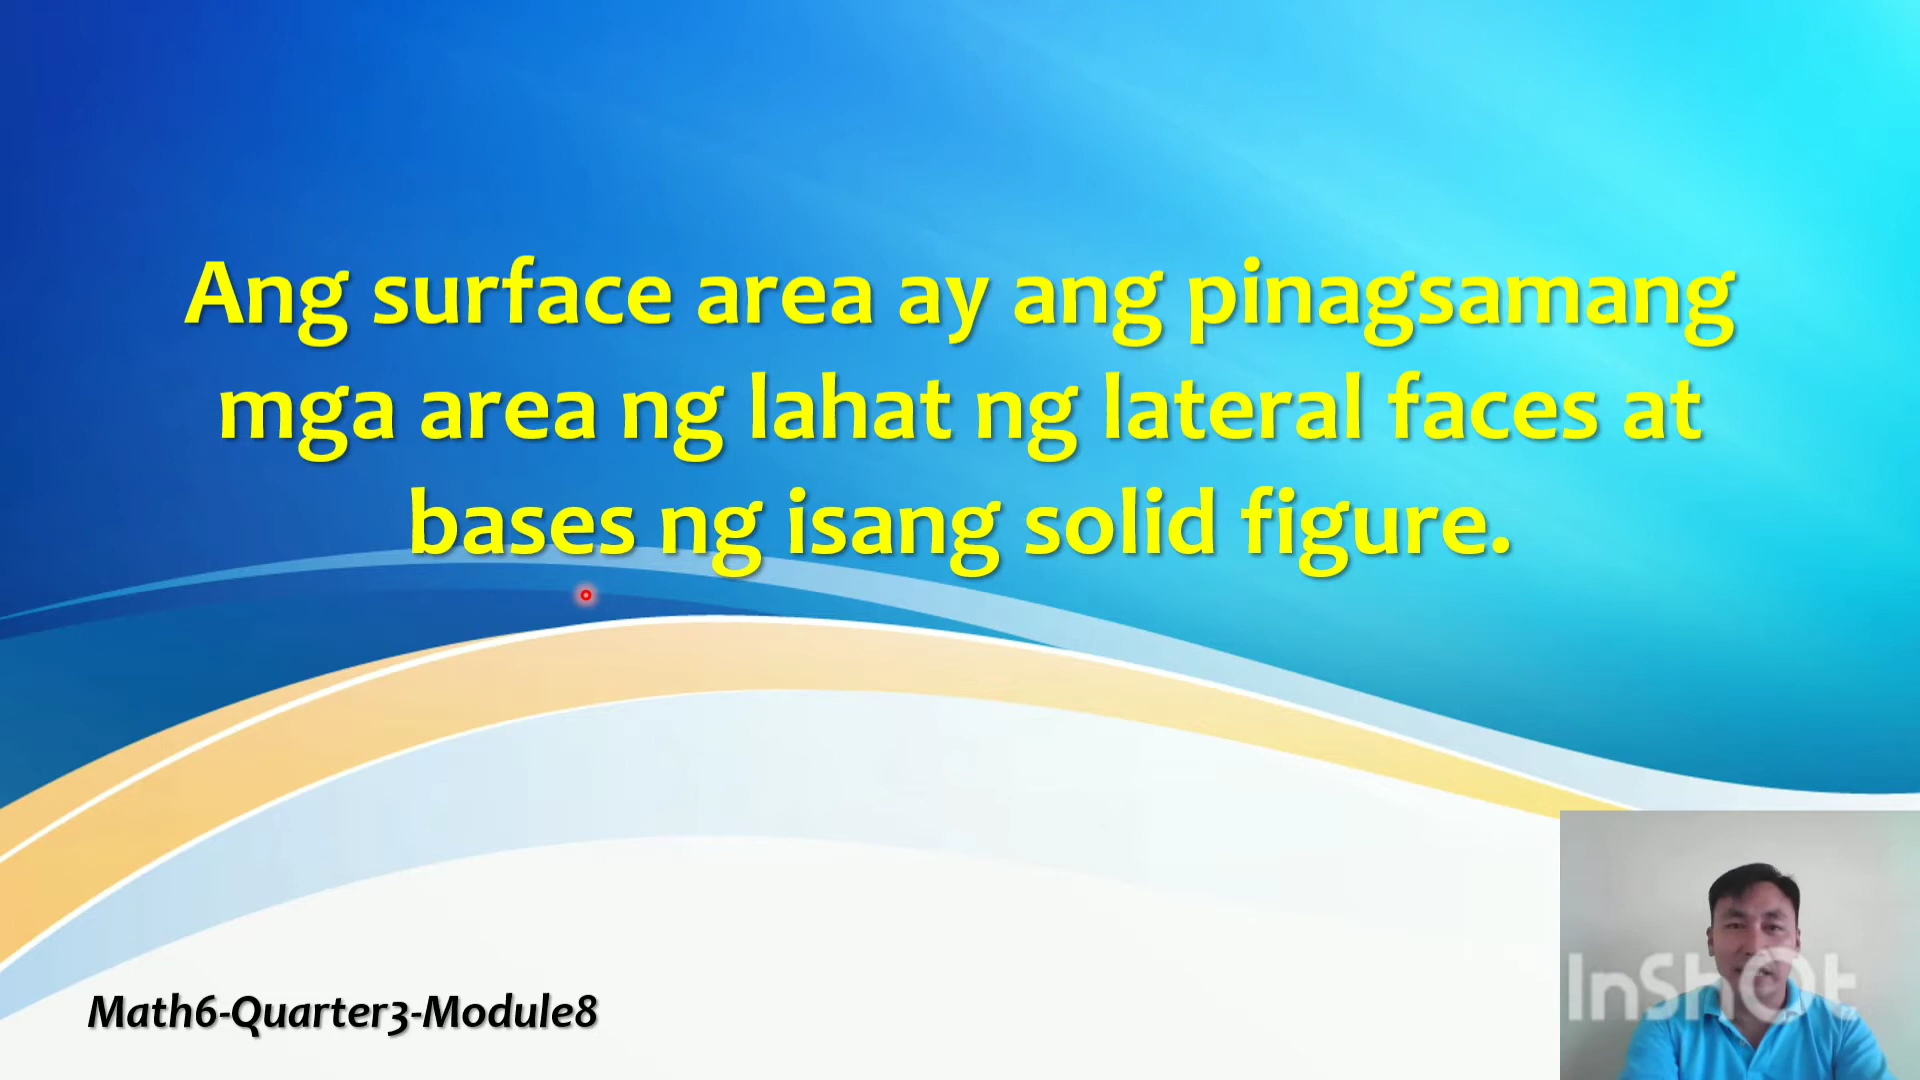 Ang surface area ay ang pinagsamang
mga area ng lahat ng lateral faces at
bases ng isang solid figure.
Math6-Quarter3-Module8
InShOt